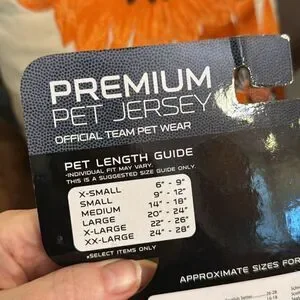 PREMIUM
PET JERSEY
OFFICIAL TEAM PET WEAR
PET LENGTH GUIDE
*INDIVIDUAL FIT MAY VARY.
THIS IS A SUGGESTED SIZE GUIDE ONLY.
X-SMALL 6" - 9"
SMALL 9" - 12"
MEDIUM 14" - 18"
LARGE 20" - 24"
X-LARGE 22" - 26"
XX-LARGE 24" - 28"
*SELECT ITEMS ONLY
APPROXIMATE SIZES FOR